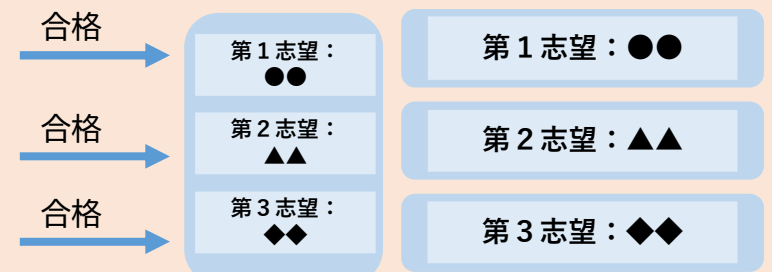 合格
第1志望：
●●
第1志望：●●
合格
第2志望：
▲▲
第2志望：▲▲
合格
第3志望：
◆◆
第3志望：◆◆